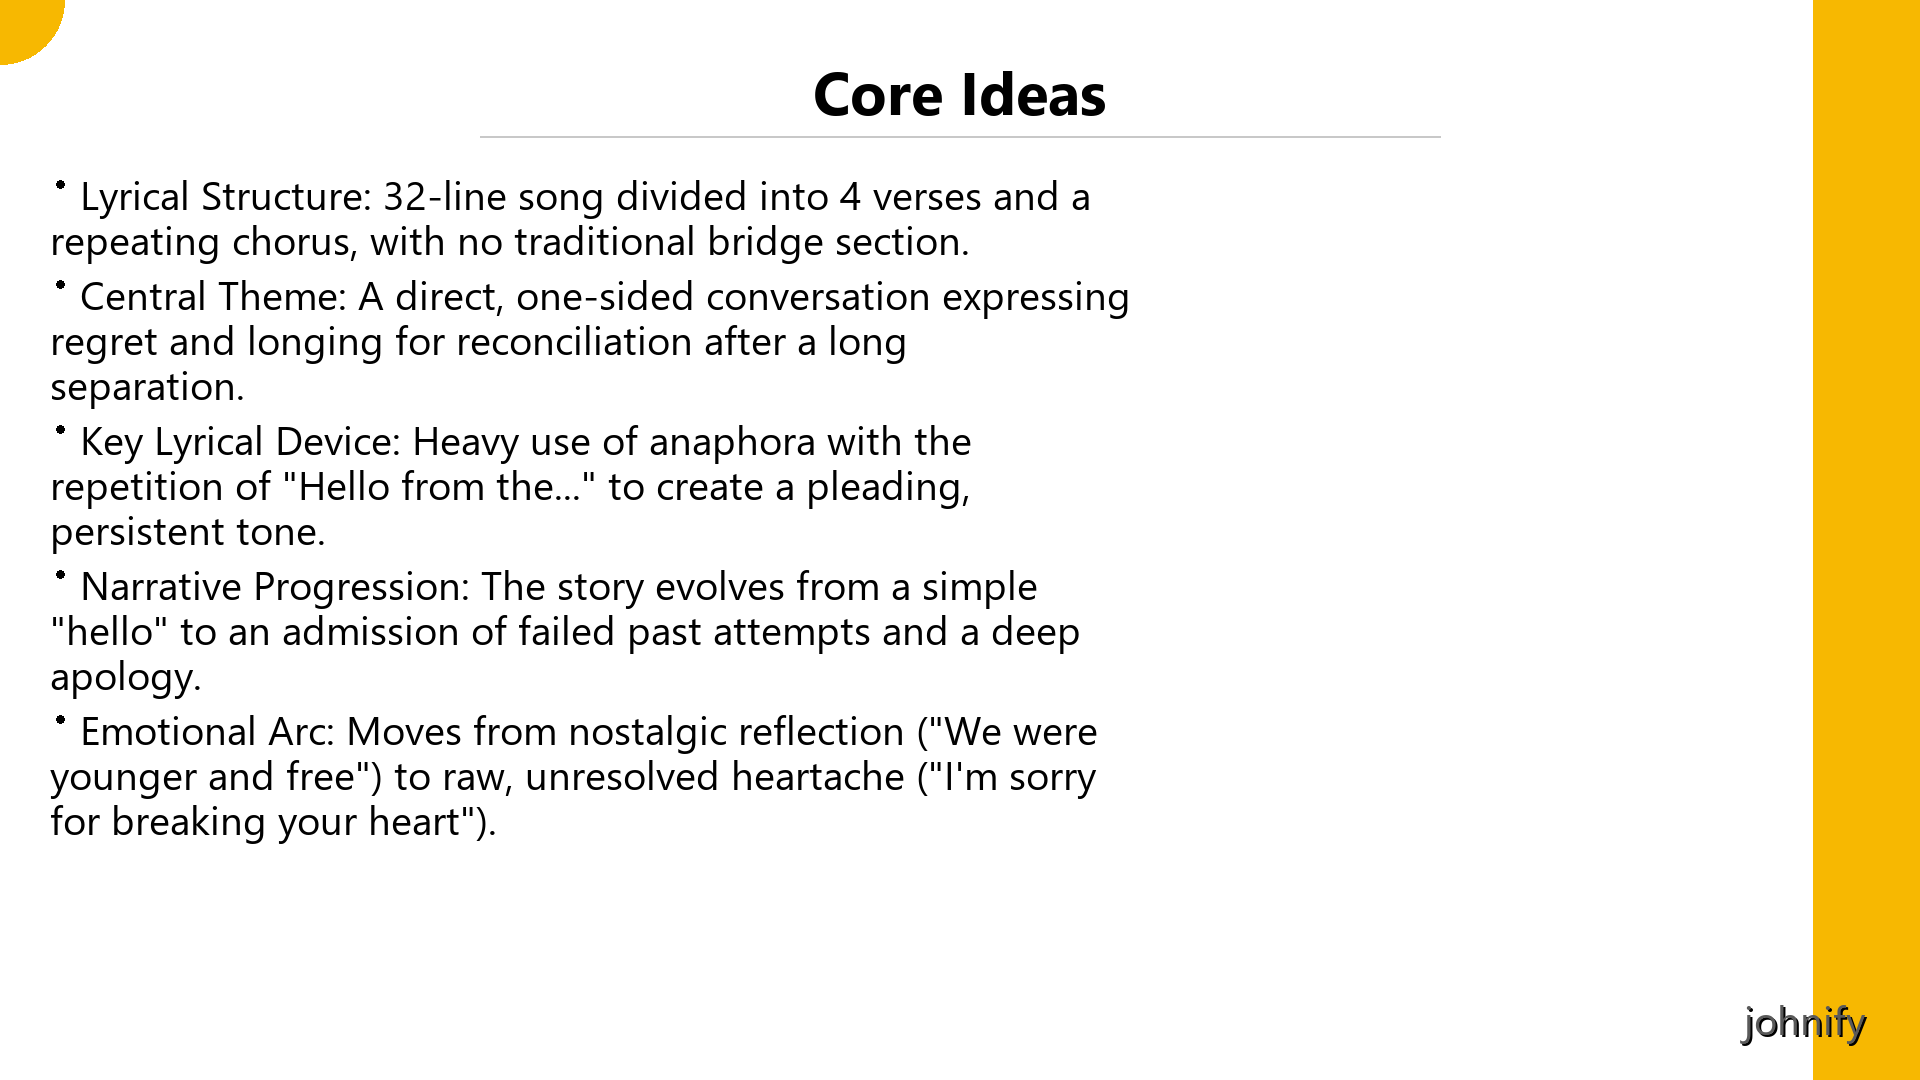 Core Ideas
• Lyrical Structure: 32-line song divided into 4 verses and a
repeating chorus, with no traditional bridge section.
• Central Theme: A direct, one-sided conversation expressing
regret and longing for reconciliation after a long
separation.
• Key Lyrical Device: Heavy use of anaphora with the
repetition of "Hello from the..." to create a pleading,
persistent tone.
• Narrative Progression: The story evolves from a simple
"hello" to an admission of failed past attempts and a deep
apology.
• Emotional Arc: Moves from nostalgic reflection ("We were
younger and free") to raw, unresolved heartache ("I'm sorry
for breaking your heart").
johnify